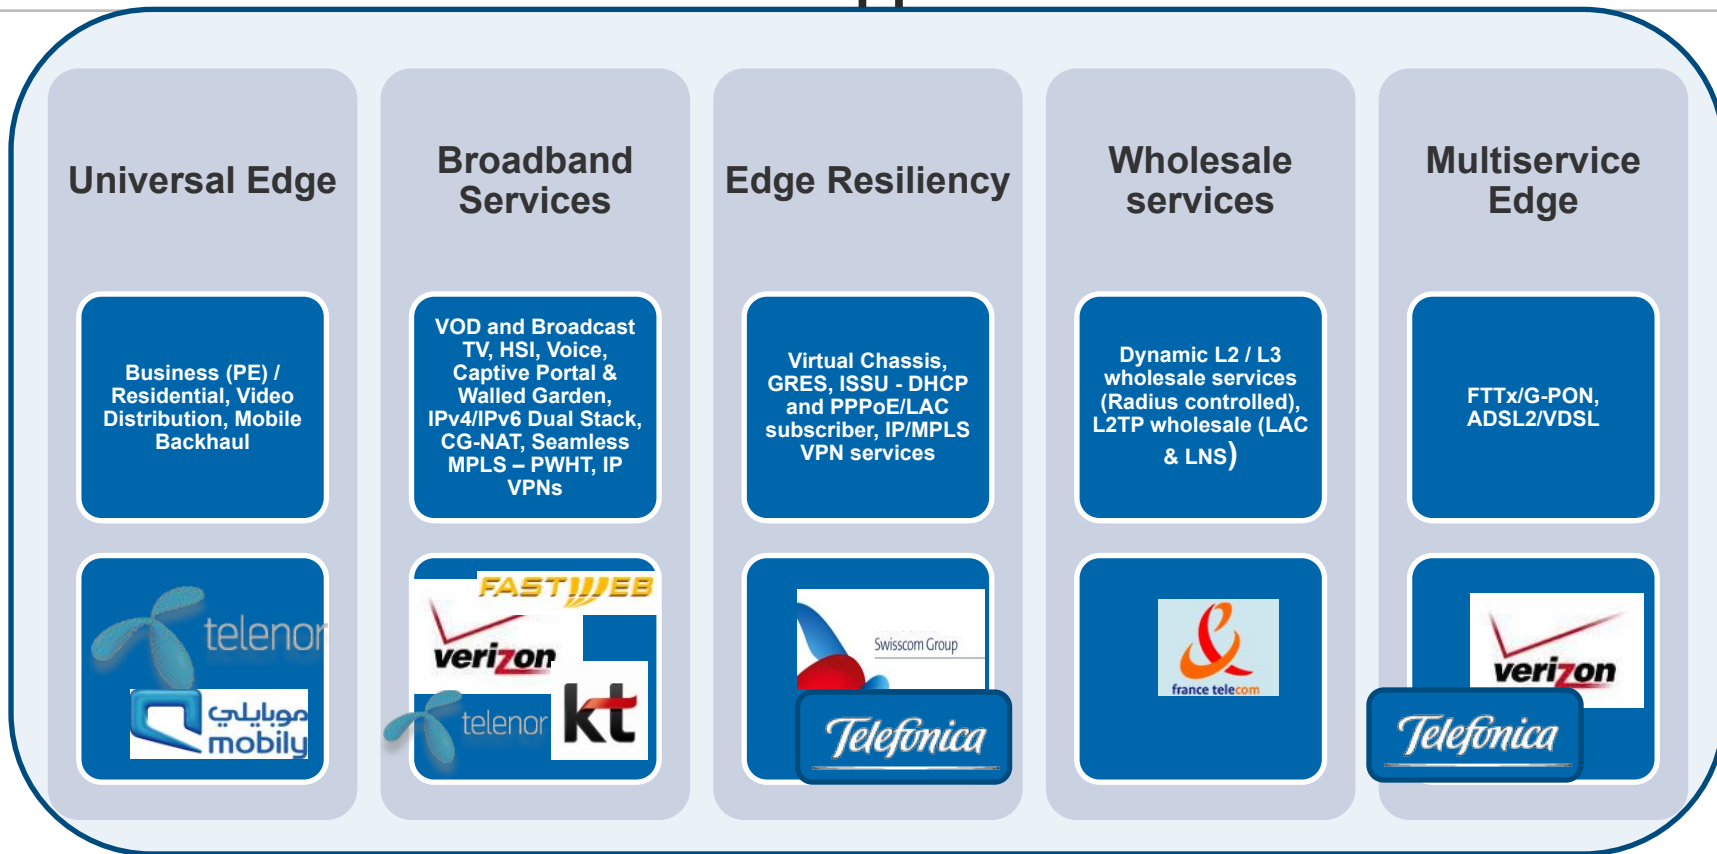 Universal Edge
Broadband
Services
Edge Resiliency
Wholesale
services
Multiservice
Edge
Business (PE) /
Residential, Video
Distribution, Mobile
Backhaul
VOD and Broadcast
TV, HSI, Voice,
Captive Portal &
Walled Garden,
IPv4/IPv6 Dual Stack,
CG-NAT, Seamless
MPLS – PWHT, IP
VPNs
Virtual Chassis,
GRES, ISSU - DHCP
and PPPoE/LAC
subscriber, IP/MPLS
VPN services
Dynamic L2 / L3
wholesale services
(Radius controlled),
L2TP wholesale (LAC
& LNS)
FTTx/G-PON,
ADSL2/VDSL
telenor
موبايلي
mobily
FASTWEB
verizon
telenor
kt
Swisscom Group
Telefónica
france telecom
verizon
Telefónica